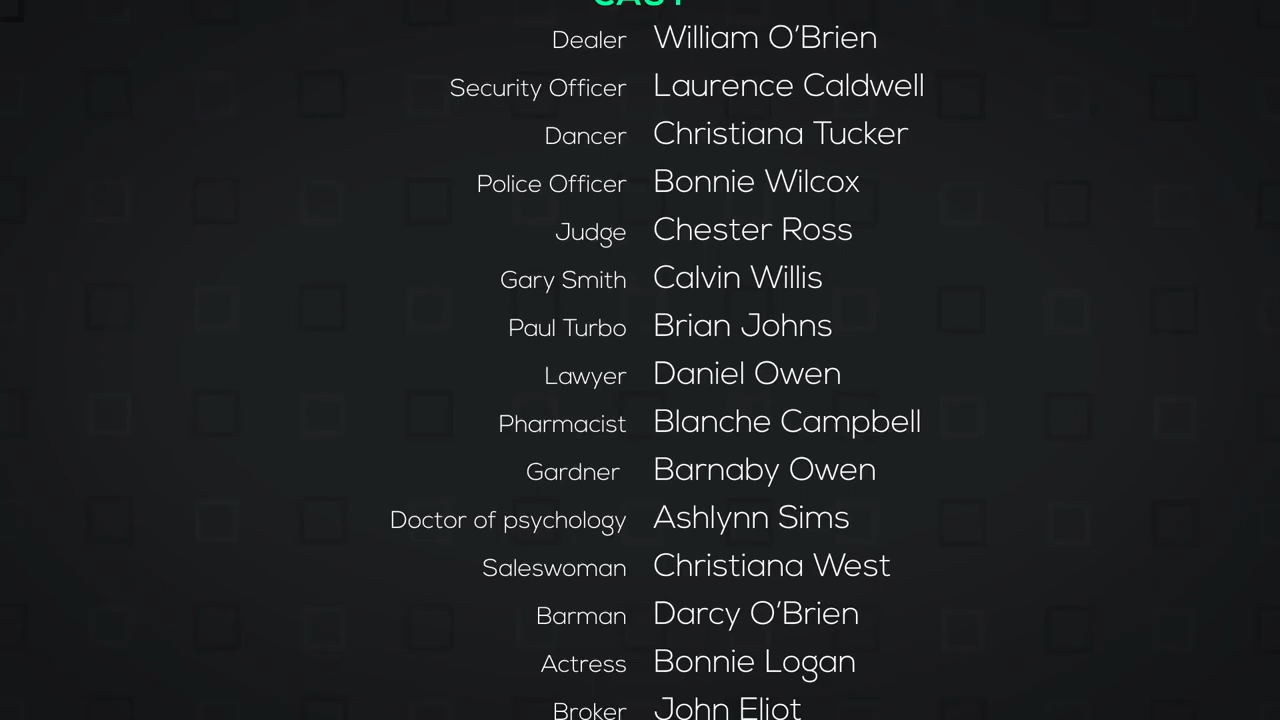 CAST
Dealer William O'Brien
Security Officer Laurence Caldwell
Dancer Christiana Tucker
Police Officer Bonnie Wilcox
Judge Chester Ross
Gary Smith Calvin Willis
Paul Turbo Brian Johns
Lawyer Daniel Owen
Pharmacist Blanche Campbell
Gardner Barnaby Owen
Doctor of psychology Ashlynn Sims
Saleswoman Christiana West
Barman Darcy O'Brien
Actress Bonnie Logan
Broker John Eliot